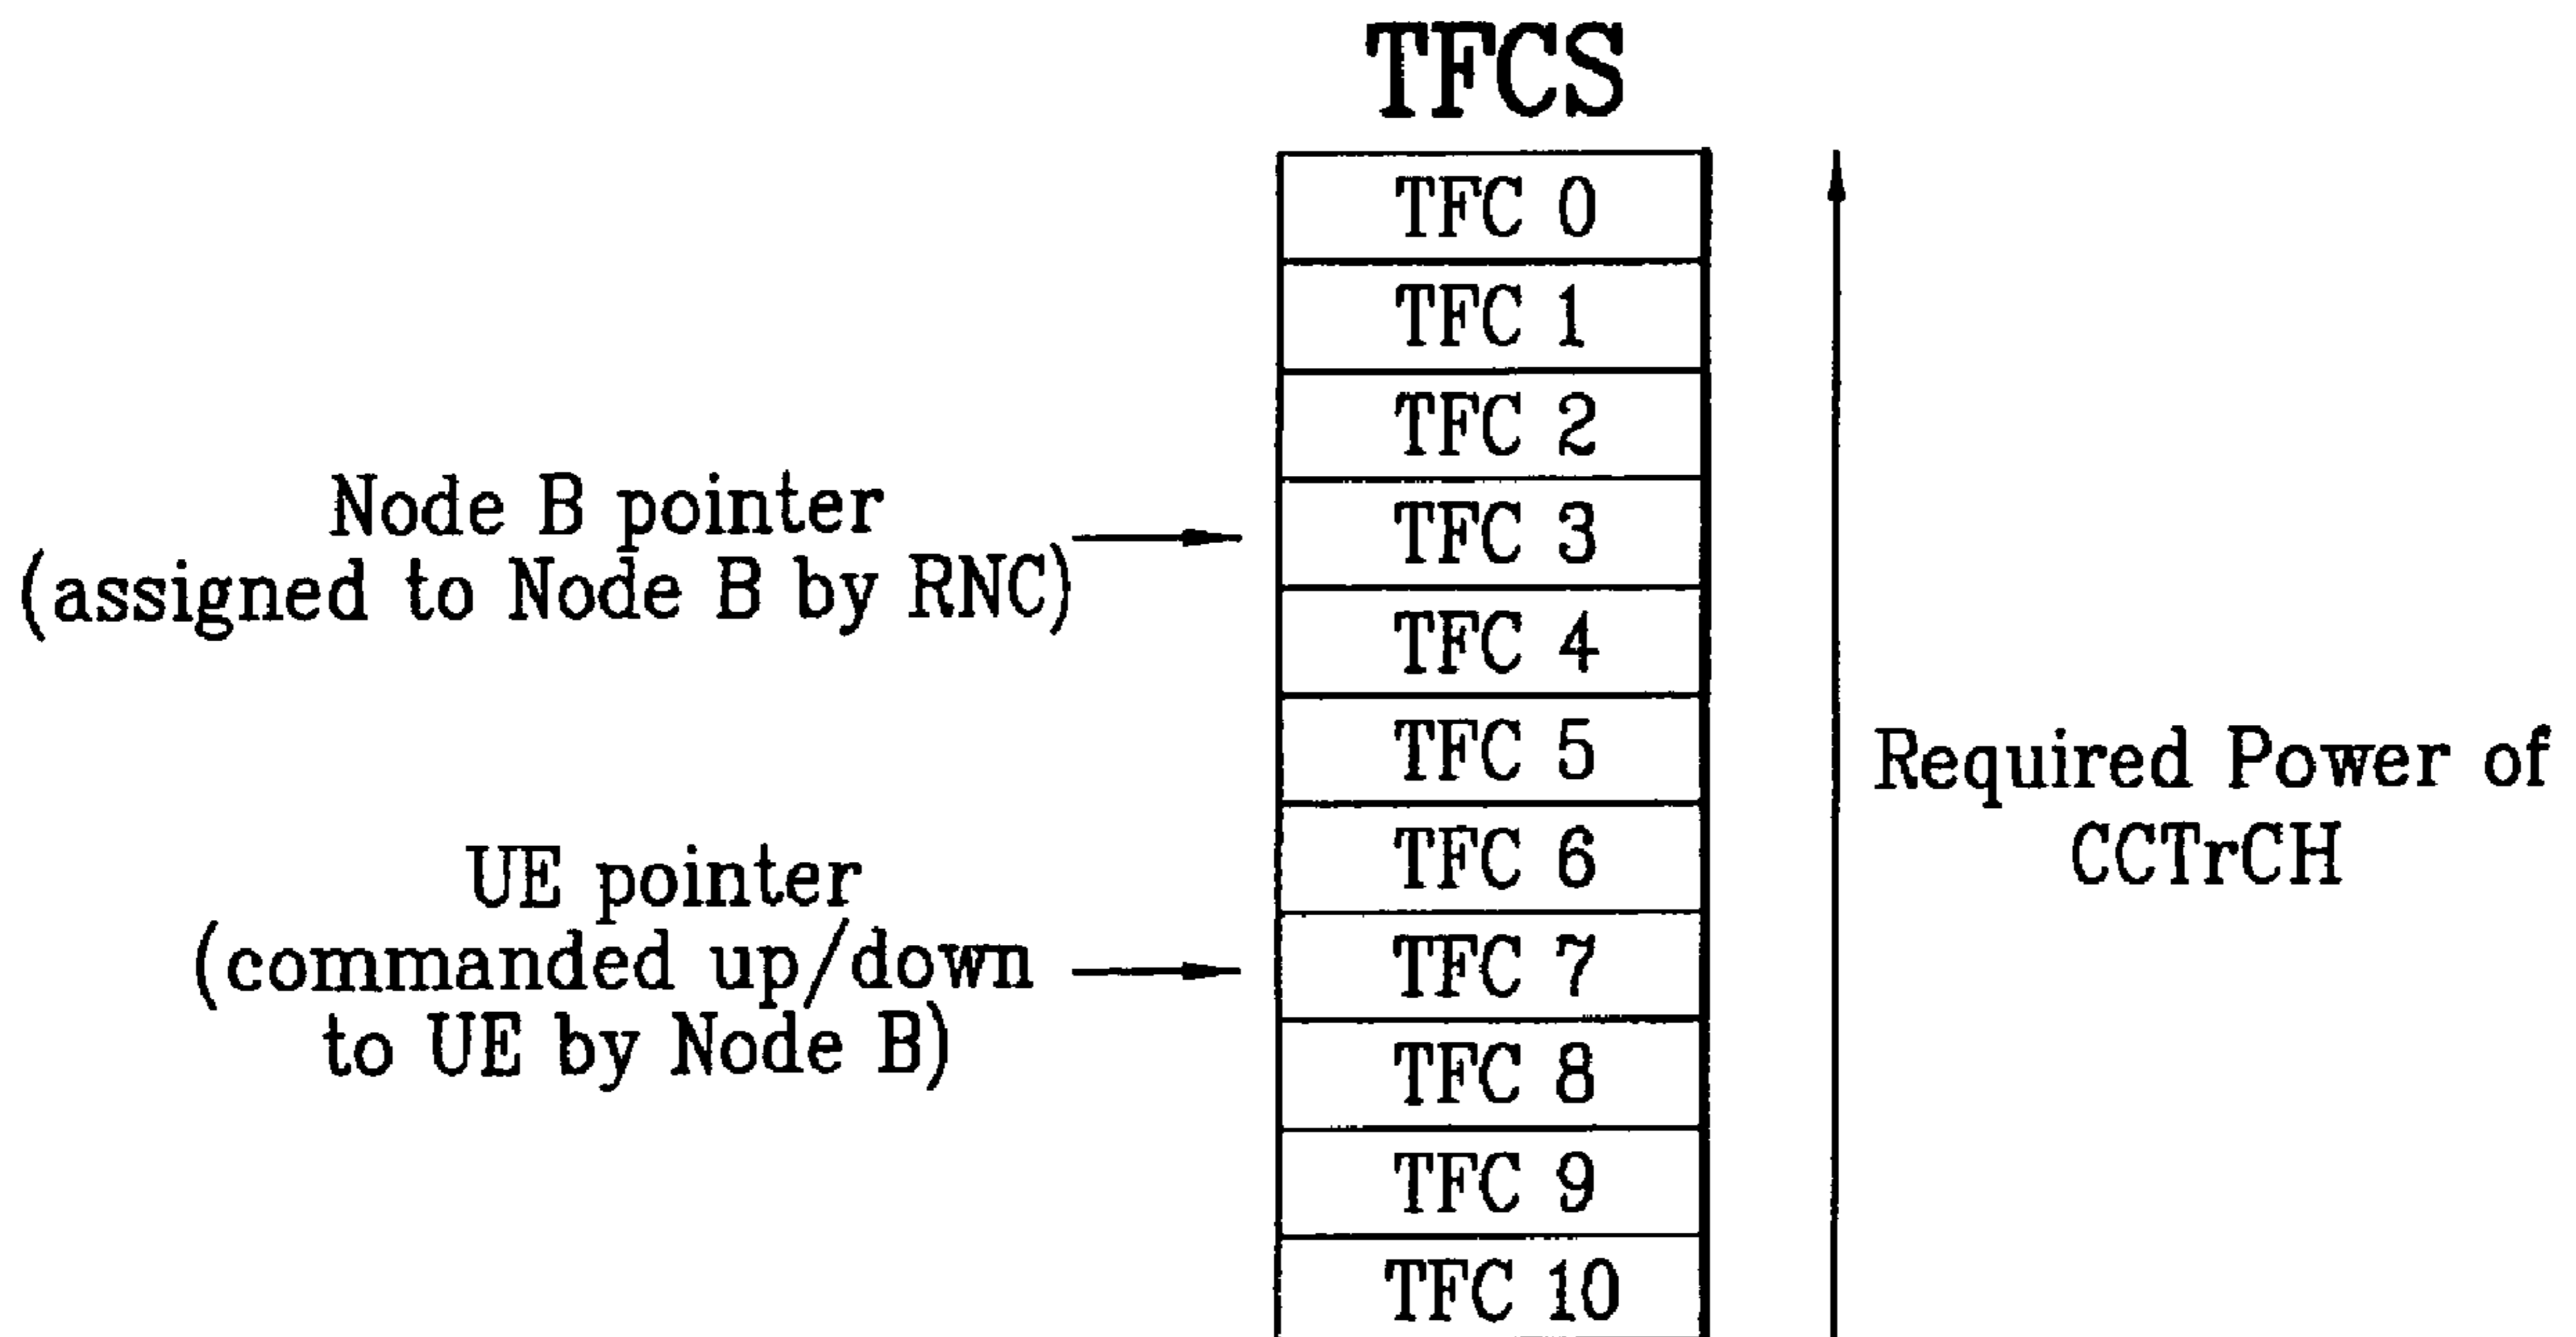 TFCS
TFC 0
TFC 1
TFC 2
TFC 3
TFC 4
TFC 5
TFC 6
TFC 7
TFC 8
TFC 9
TFC 10
Node B pointer
(assigned to Node B by RNC)
UE pointer
(commanded up/down
to UE by Node B)
Required Power of
CCTrCH